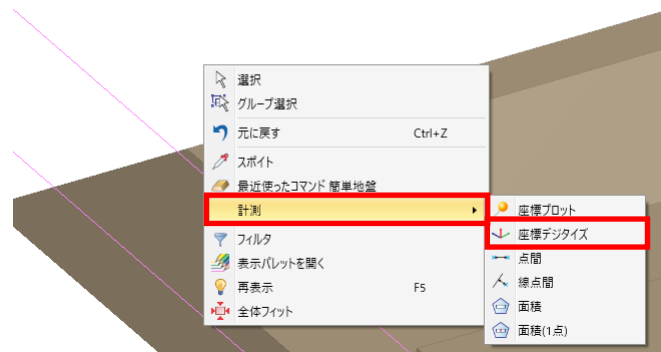 選択
グループ選択
元に戻す Ctrl+Z
スポイト
最近使ったコマンド 簡単地盤
計測
フィルタ
表示パレットを開く
再表示 F5
全体フィット
座標プロット
座標デジタイズ
点間
線点間
面積
面積(1点)